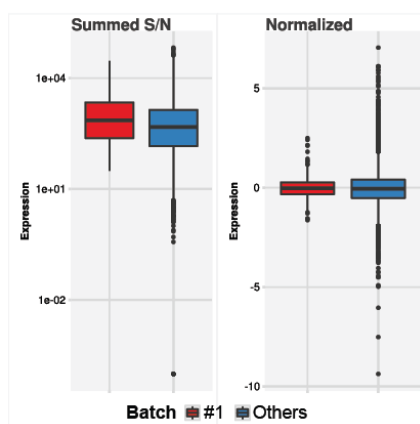 Summed S/N
Normalized
Expression
1e+04
1e+01
1e-02
Expression
5
0
-5
-10
Batch #1 Others